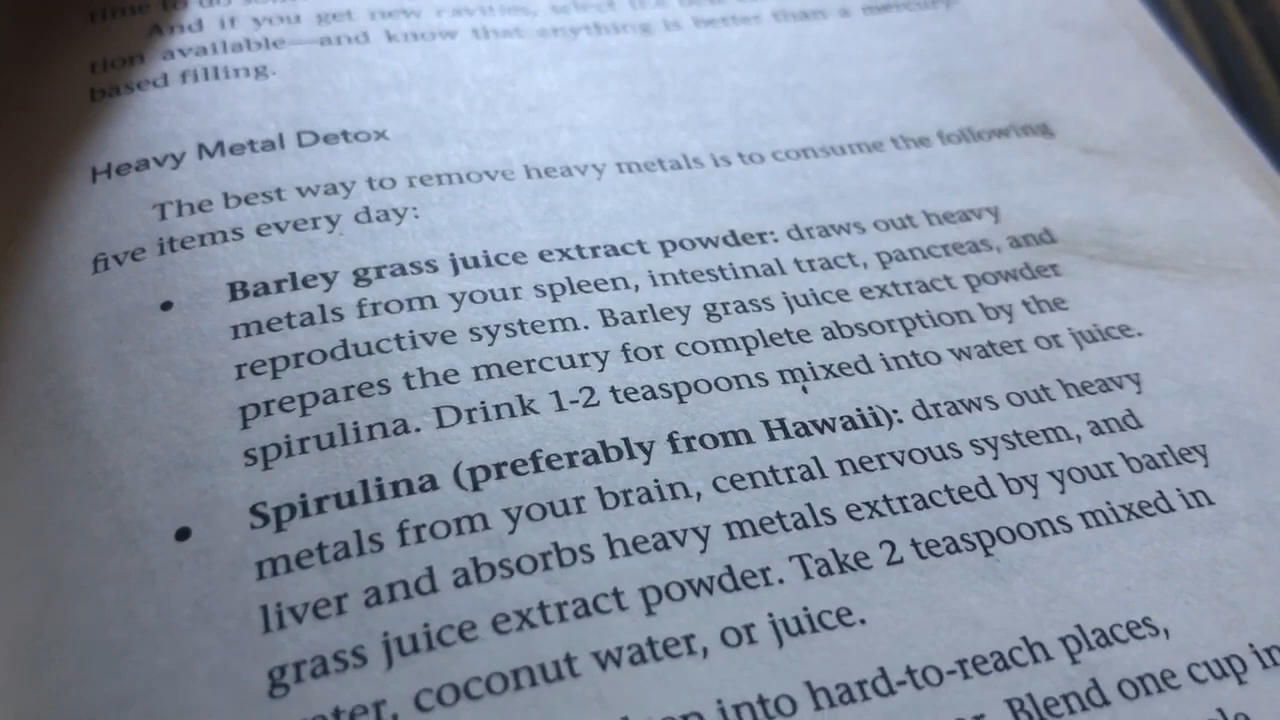 time to do
And if you get new cavities, select the best
tion available—and know that anything is better than a mercury-
based filling.
Heavy Metal Detox
The best way to remove heavy metals is to consume the following
five items every day:
• Barley grass juice extract powder: draws out heavy
metals from your spleen, intestinal tract, pancreas, and
reproductive system. Barley grass juice extract powder
prepares the mercury for complete absorption by the
spirulina. Drink 1-2 teaspoons mixed into water or juice.
• Spirulina (preferably from Hawaii): draws out heavy
metals from your brain, central nervous system, and
liver and absorbs heavy metals extracted by your barley
grass juice extract powder. Take 2 teaspoons mixed in
coconut water, or juice.
into hard-to-reach places,
Blend one cup in